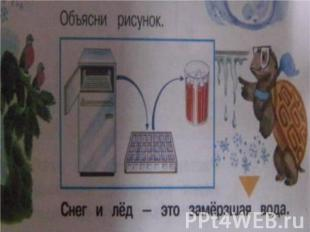 Объясни рисунок.
Снег и лёд – это замёрзшая вода.
PPt4WEB.ru